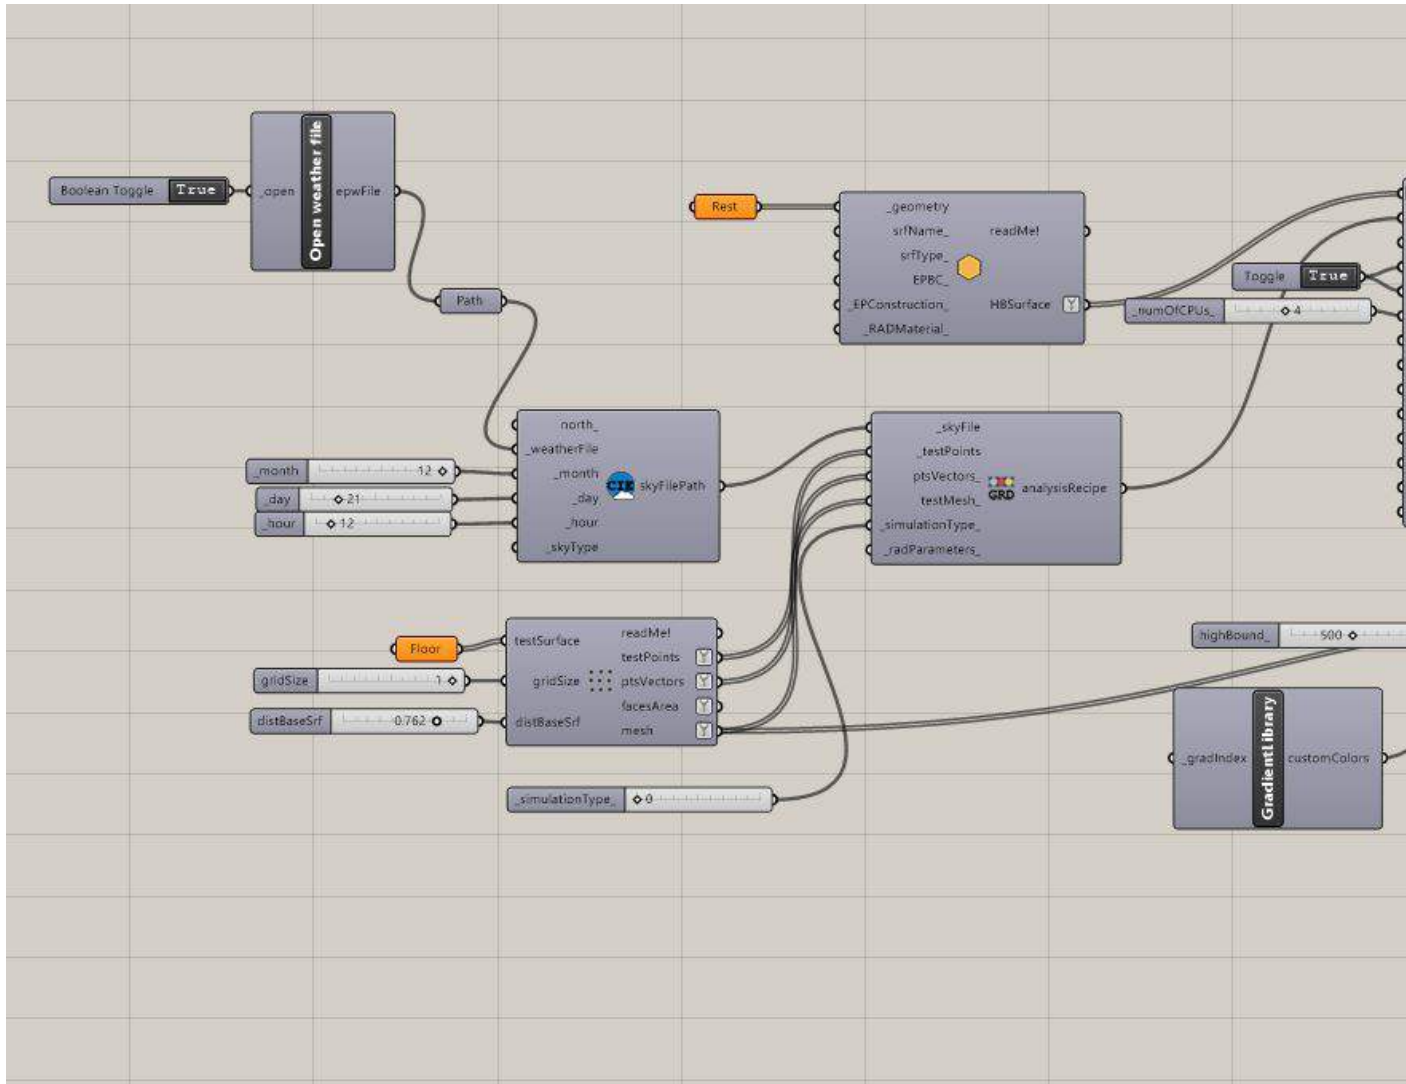 Boolean Toggle True
_open
Open weather file
epwFile
Path
Rest
_geometry
srfName_
srfType_
EPBC_
_EPConstruction_
_RADMaterial_
readMe!
HBSurface
Toggle True
_numOfCPUs_ 4
_month 12
_day 21
_hour 12
north_
_weatherFile
_month
_day
_hour
_skyType
CIE
skyFilePath
_skyFile
_testPoints
ptsVectors_
testMesh_
_simulationType_
_radParameters_
GRD
analysisRecipe
Floor
gridSize 1
distBaseSrf 0.762
testSurface
gridSize
distBaseSrf
readMe!
testPoints
ptsVectors
facesArea
mesh
_simulationType_ 0
highBound_ 500
_gradIndex
GradientLibrary
customColors